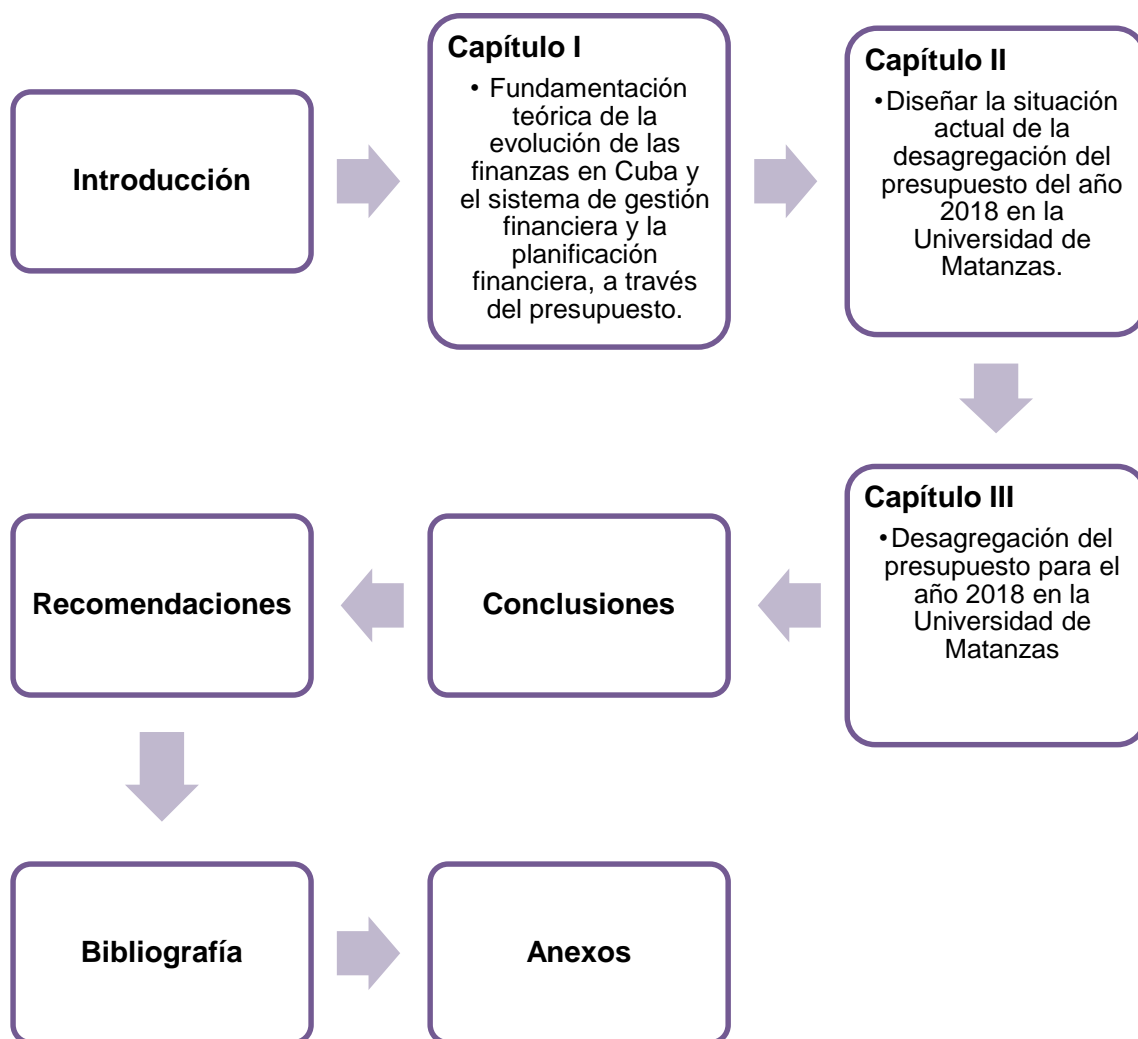 Introducción
Capítulo I
• Fundamentación
teórica de la
evolución de las
finanzas en Cuba y
el sistema de gestión
financiera y la
planificación
financiera, a través
del presupuesto.
Capítulo II
•Diseñar la situación
actual de la
desagregación del
presupuesto del año
2018 en la
Universidad de
Matanzas.
Capítulo III
•Desagregación del
presupuesto para el
año 2018 en la
Universidad de
Matanzas
Conclusiones
Recomendaciones
Bibliografía
Anexos